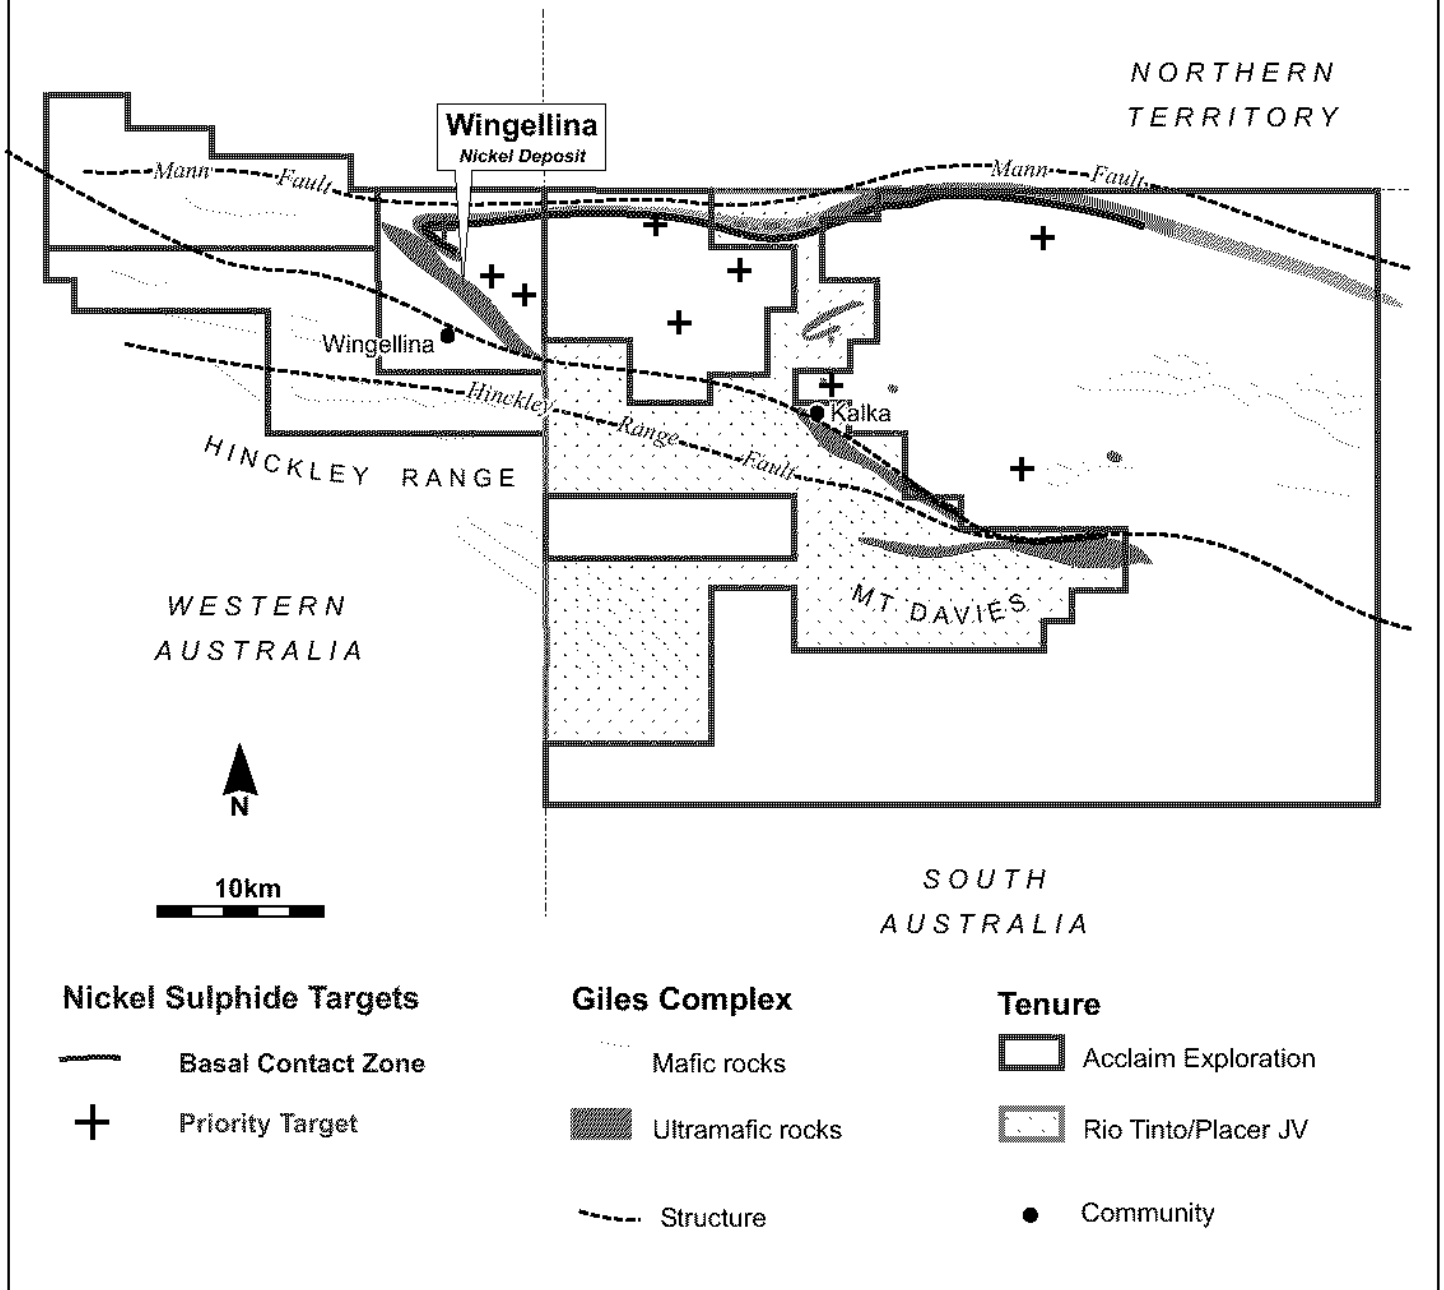 NORTHERN
TERRITORY
Wingellina
Nickel Deposit
Mann Fault
Mann Fault
Wingellina
Hinckley Range Fault
Kalka
HINCKLEY RANGE
WESTERN
AUSTRALIA
MT DAVIES
N
10km
SOUTH
AUSTRALIA
Nickel Sulphide Targets
Basal Contact Zone
Priority Target
Giles Complex
Mafic rocks
Ultramafic rocks
Structure
Tenure
Acclaim Exploration
Rio Tinto/Placer JV
Community